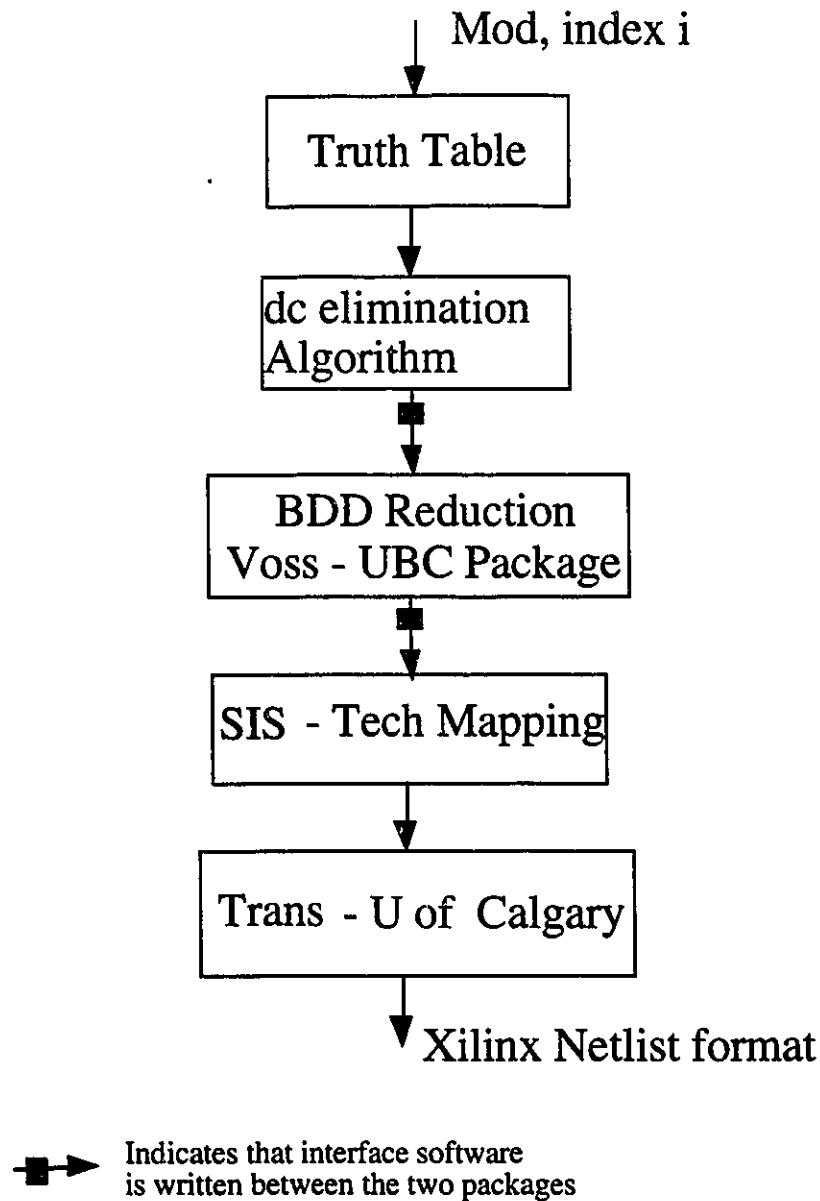 Mod, index i
Truth Table
dc elimination
Algorithm
BDD Reduction
Voss - UBC Package
SIS - Tech Mapping
Trans - U of Calgary
Xilinx Netlist format
Indicates that interface software
is written between the two packages